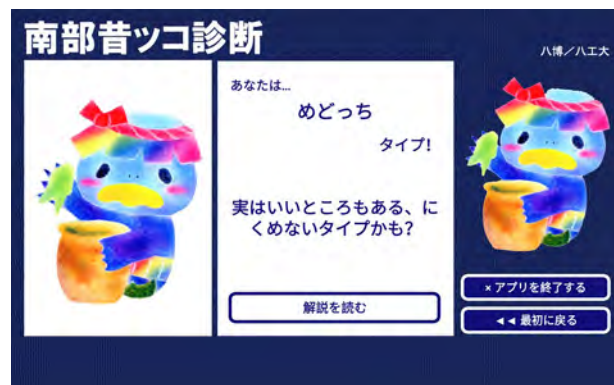 南部昔ツコ診断
八博／八工大
あなたは…
めどっち
タイプ！
実はいいところもある、に
くめないタイプかも？
解説を読む
×アプリを終了する
◄◄ 最初に戻る